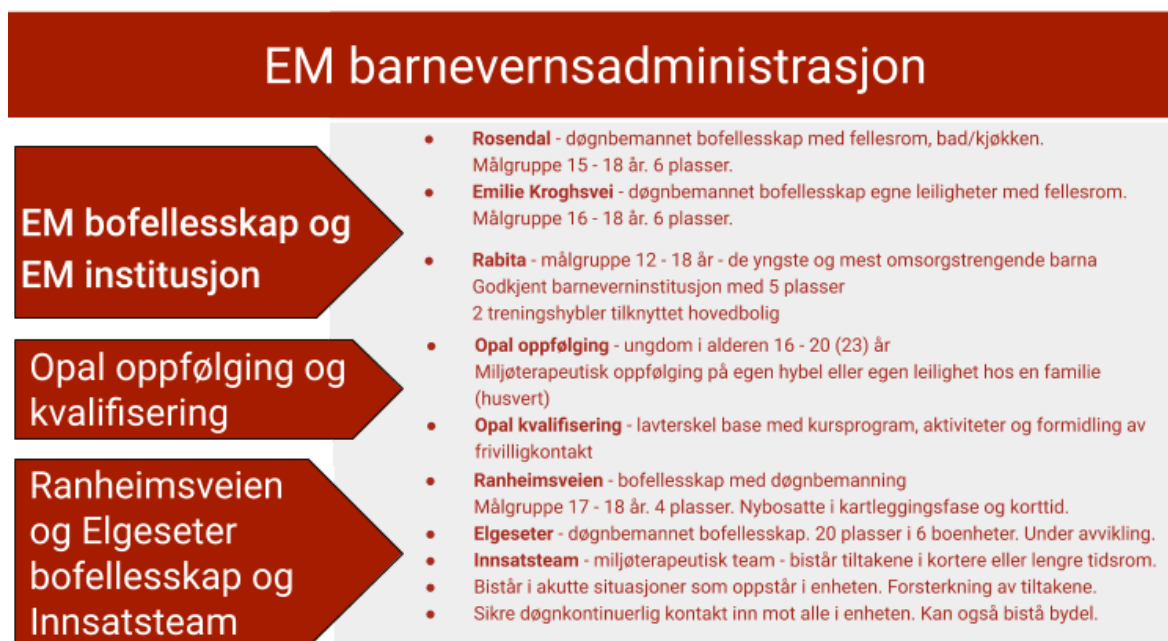 EM barnevernsadministrasjon
EM bofellesskap og
EM institusjon
• Rosendal - døgnbemannet bofellesskap med fellesrom, bad/kjøkken.
Målgruppe 15 - 18 år. 6 plasser.
• Emilie Kroghsvei - døgnbemannet bofellesskap egne leiligheter med fellesrom.
Målgruppe 16 - 18 år. 6 plasser.
• Rabita - målgruppe 12 - 18 år - de yngste og mest omsorgstrengende barna
Godkjent barneverninstitusjon med 5 plasser
2 treningshybler tilknyttet hovedbolig
Opal oppfølging og
kvalifisering
• Opal oppfølging - ungdom i alderen 16 - 20 (23) år
Miljøterapeutisk oppfølging på egen hybel eller egen leilighet hos en familie
(husvert)
• Opal kvalifisering - lavterskel base med kursprogram, aktiviteter og formidling av
frivilligkontakt
Ranheimsveien
og Elgeseter
bofellesskap og
Innsatsteam
• Ranheimsveien - bofellesskap med døgnbemanning
Målgruppe 17 - 18 år. 4 plasser. Nybosatte i kartleggingsfase og korttid.
• Elgeseter - døgnbemannet bofellesskap. 20 plasser i 6 boenheter. Under avvikling.
• Innsatsteam - miljøterapeutisk team - bistår tiltakene i kortere eller lengre tidsrom.
• Bistår i akutte situasjoner som oppstår i enheten. Forsterkning av tiltakene.
• Sikre døgnkontinuerlig kontakt inn mot alle i enheten. Kan også bistå bydel.